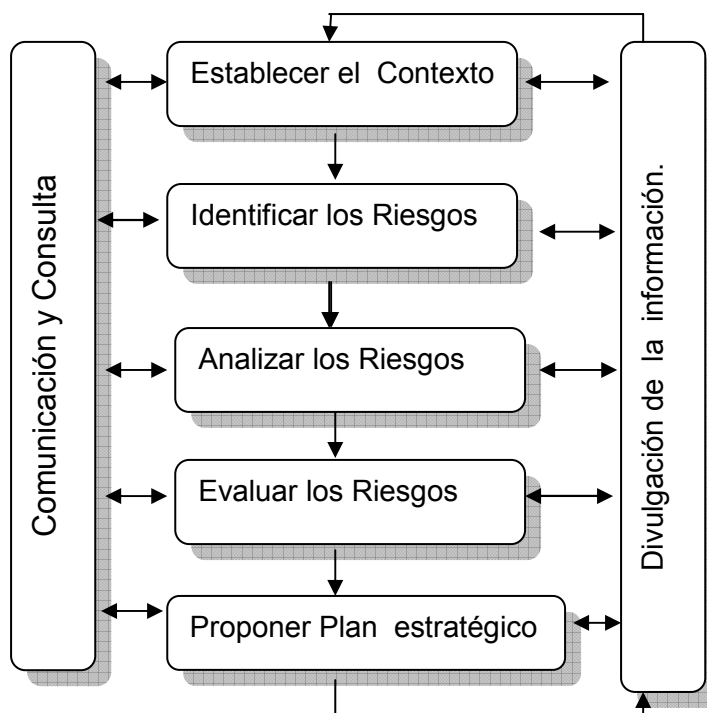 Establecer el Contexto
Identificar los Riesgos
Analizar los Riesgos
Evaluar los Riesgos
Proponer Plan estratégico
Comunicación y Consulta
Divulgación de la información.